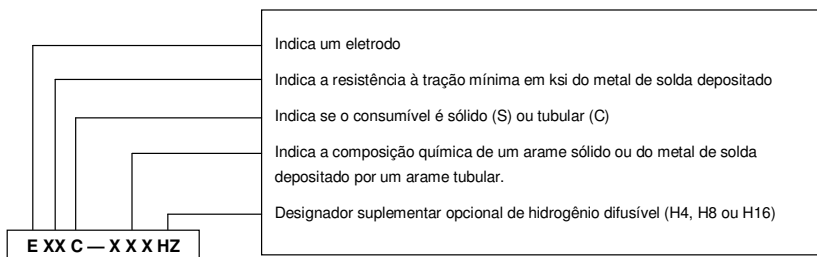 Indica um eletrodo
Indica a resistência à tração mínima em ksi do metal de solda depositado
Indica se o consumível é sólido (S) ou tubular (C)
Indica a composição química de um arame sólido ou do metal de solda
depositado por um arame tubular.
Designador suplementar opcional de hidrogênio difusível (H4, H8 ou H16)
E XX C — X X X HZ